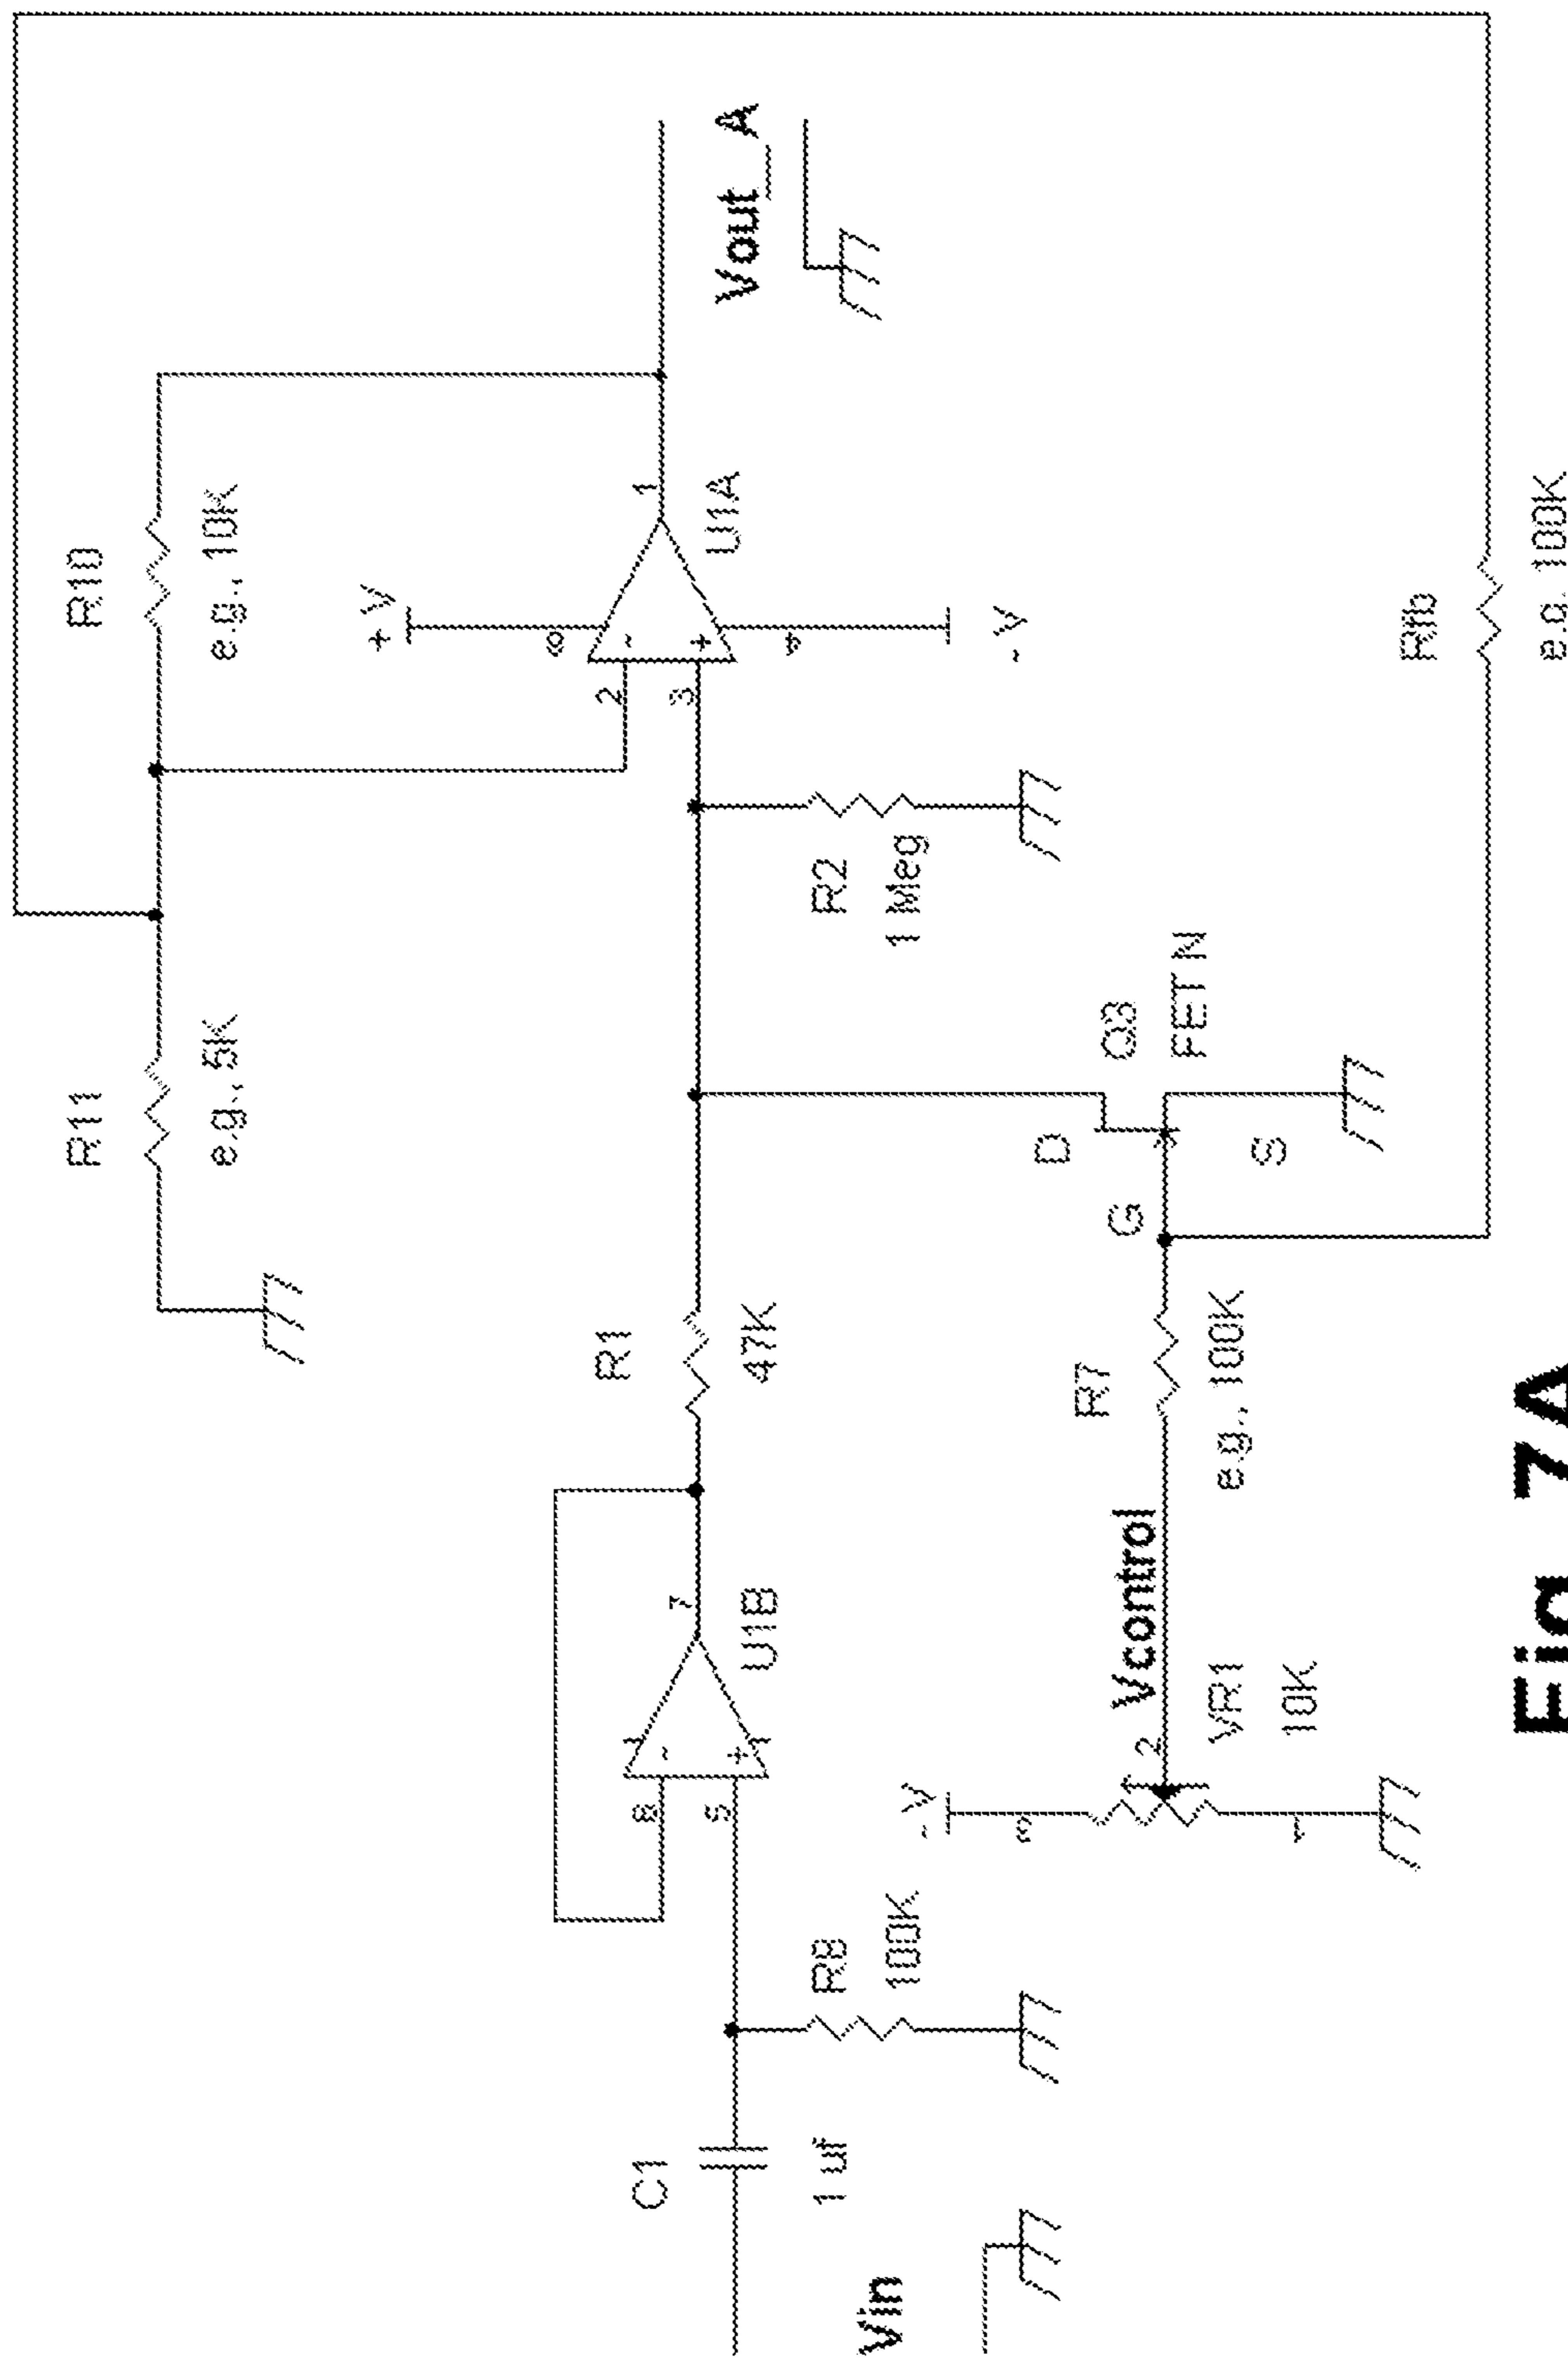 R11
e.g., 5K
R10
e.g., 10K
+V
8
2
-
3
+
1
U1A
4
-V
Vout_A
R1
47K
R2
1 Meg
8
-
5
+
7
U1B
C1
1 uf
R8
100K
Vin
-V
3
2
1
VR1
10K
Vcontrol
R7
e.g., 100K
G
D
S
Q3
FET N
Rfb
e.g. 100K
Fig. 7A